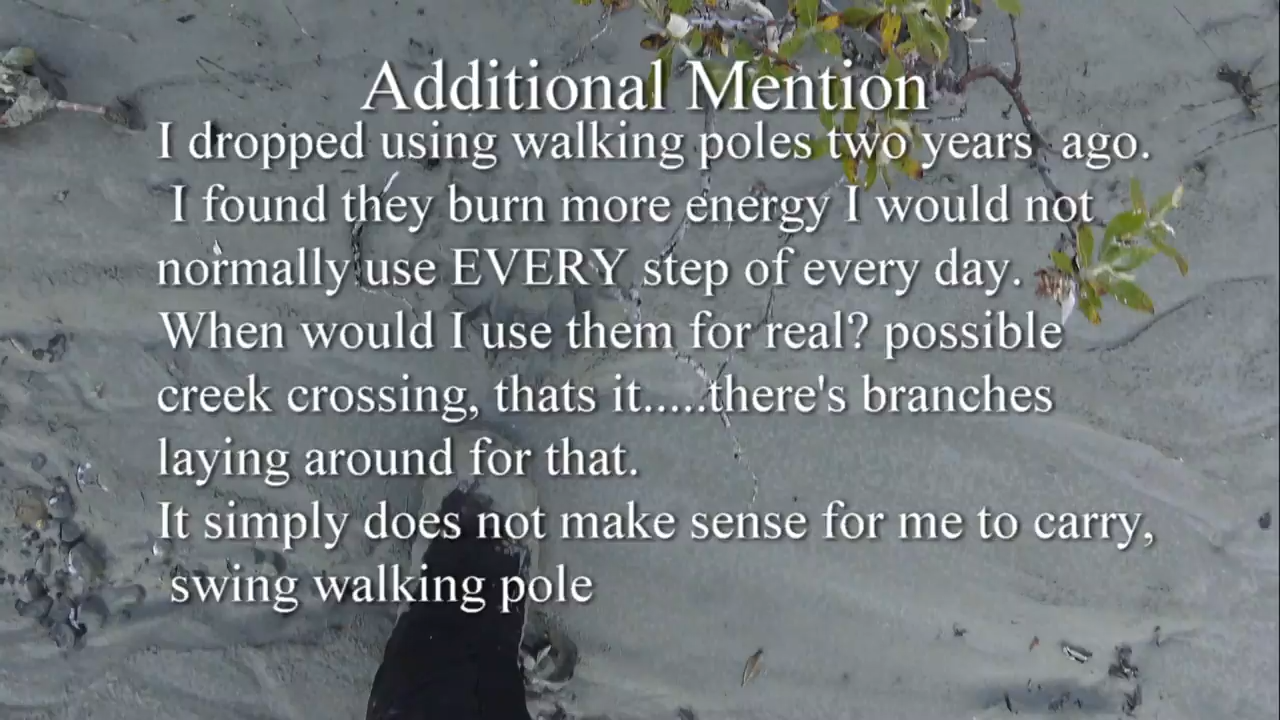 Additional Mention
I dropped using walking poles two years ago.
I found they burn more energy I would not
normally use EVERY step of every day.
When would I use them for real? possible
creek crossing, thats it.....there's branches
laying around for that.
It simply does not make sense for me to carry,
swing walking pole